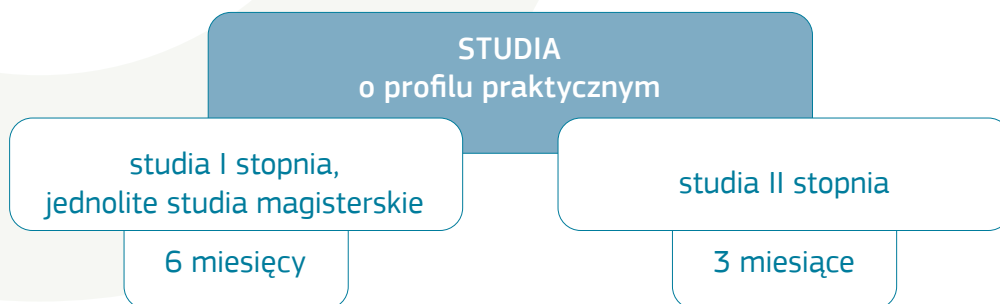 STUDIA
o profilu praktycznym
studia I stopnia,
jednolite studia magisterskie
6 miesięcy
studia II stopnia
3 miesiące